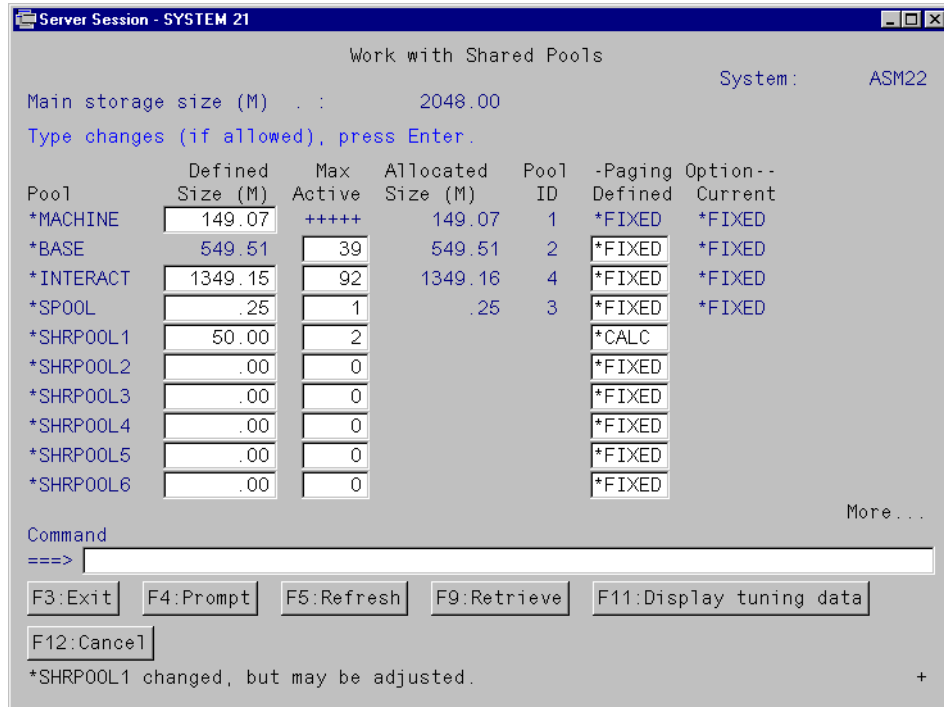 Server Session - SYSTEM 21
Work with Shared Pools
System: ASM22
Main storage size (M) . : 2048.00
Type changes (if allowed), press Enter.
Defined Max Allocated Pool -Paging Option--
Pool Size (M) Active Size (M) ID Defined Current
*MACHINE 149.07 +++++ 149.07 1 *FIXED *FIXED
*BASE 549.51 39 549.51 2 *FIXED *FIXED
*INTERACT 1349.15 92 1349.16 4 *FIXED *FIXED
*SPOOL .25 1 .25 3 *FIXED *FIXED
*SHRPOOL1 50.00 2 *CALC
*SHRPOOL2 .00 0 *FIXED
*SHRPOOL3 .00 0 *FIXED
*SHRPOOL4 .00 0 *FIXED
*SHRPOOL5 .00 0 *FIXED
*SHRPOOL6 .00 0 *FIXED
More...
Command
===>
F3:Exit F4:Prompt F5:Refresh F9:Retrieve F11:Display tuning data
F12:Cancel
*SHRPOOL1 changed, but may be adjusted. +